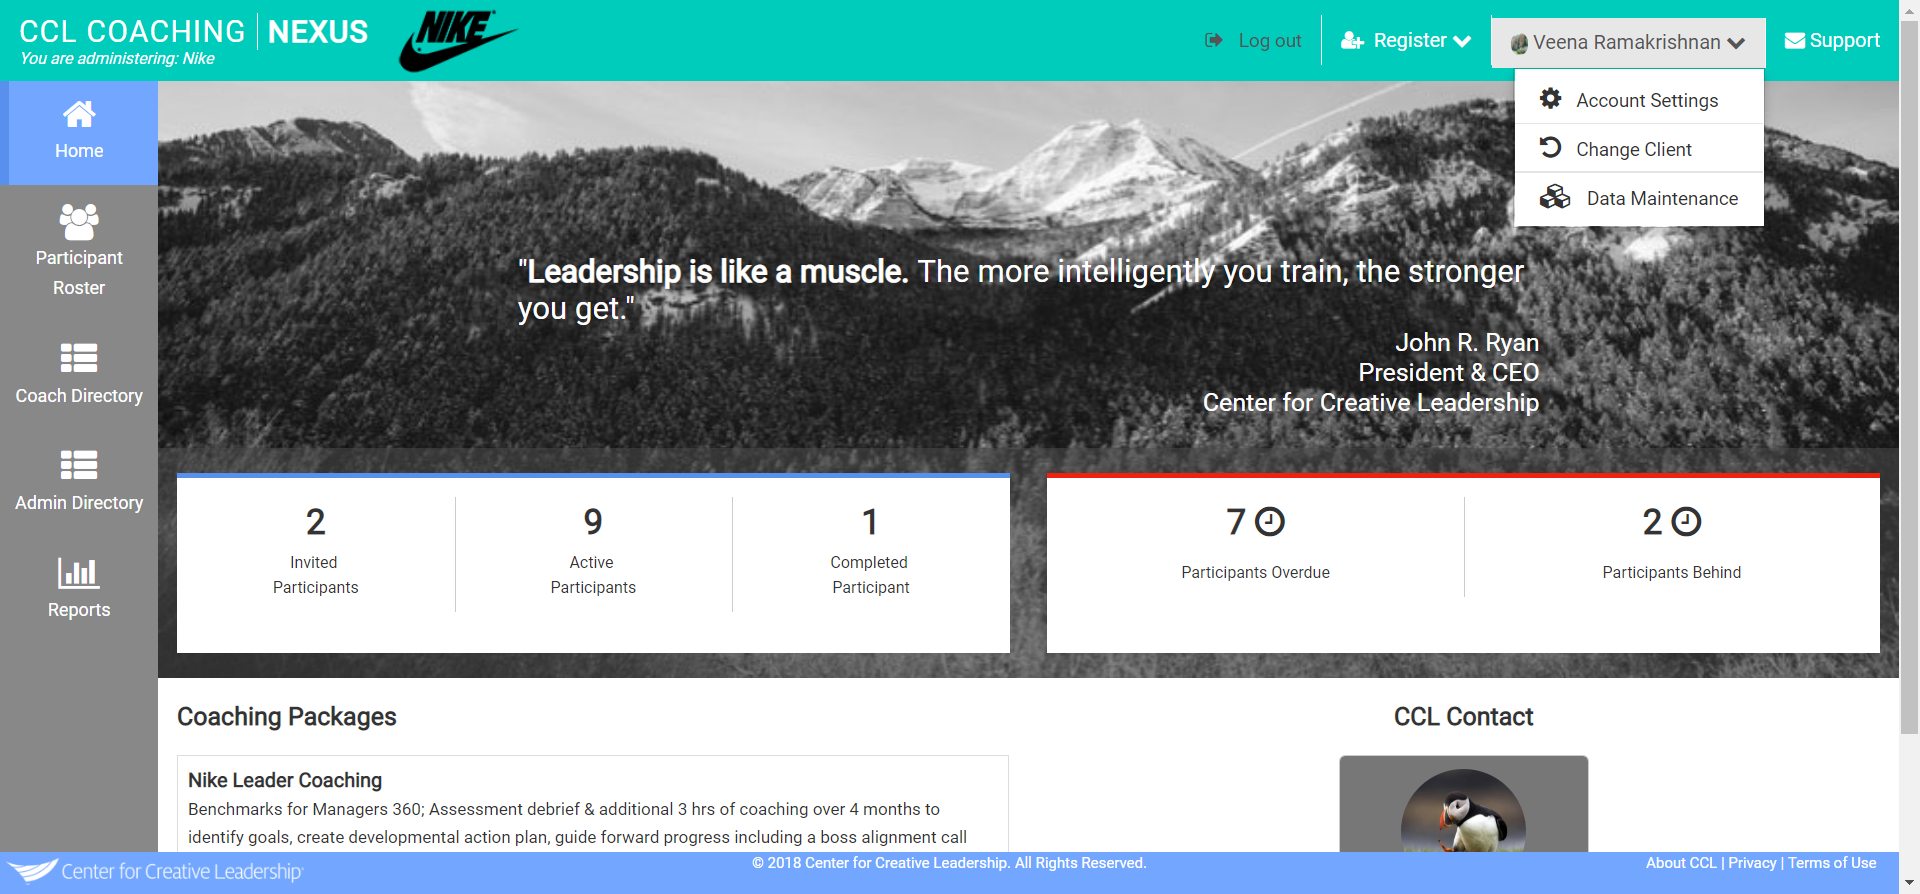 CCL COACHING NEXUS
You are administering: Nike
NIKE
Log out
Register
Veena Ramakrishnan
Support
Account Settings
Change Client
Data Maintenance
Home
Participant
Roster
Coach Directory
Admin Directory
Reports
"Leadership is like a muscle. The more intelligently you train, the stronger
you get."
John R. Ryan
President & CEO
Center for Creative Leadership
2
Invited
Participants
9
Active
Participants
1
Completed
Participant
7
Participants Overdue
2
Participants Behind
Coaching Packages
Nike Leader Coaching
Benchmarks for Managers 360; Assessment debrief & additional 3 hrs of coaching over 4 months to
identify goals, create developmental action plan, guide forward progress including a boss alignment call
CCL Contact
Center for Creative Leadership
© 2018 Center for Creative Leadership. All Rights Reserved.
About CCL | Privacy | Terms of Use